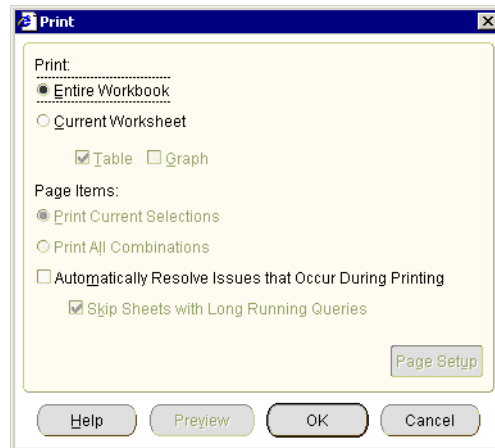 Print
Print:
Entire Workbook
Current Worksheet
Table Graph
Page Items:
Print Current Selections
Print All Combinations
Automatically Resolve Issues that Occur During Printing
Skip Sheets with Long Running Queries
Page Setup
Help Preview OK Cancel